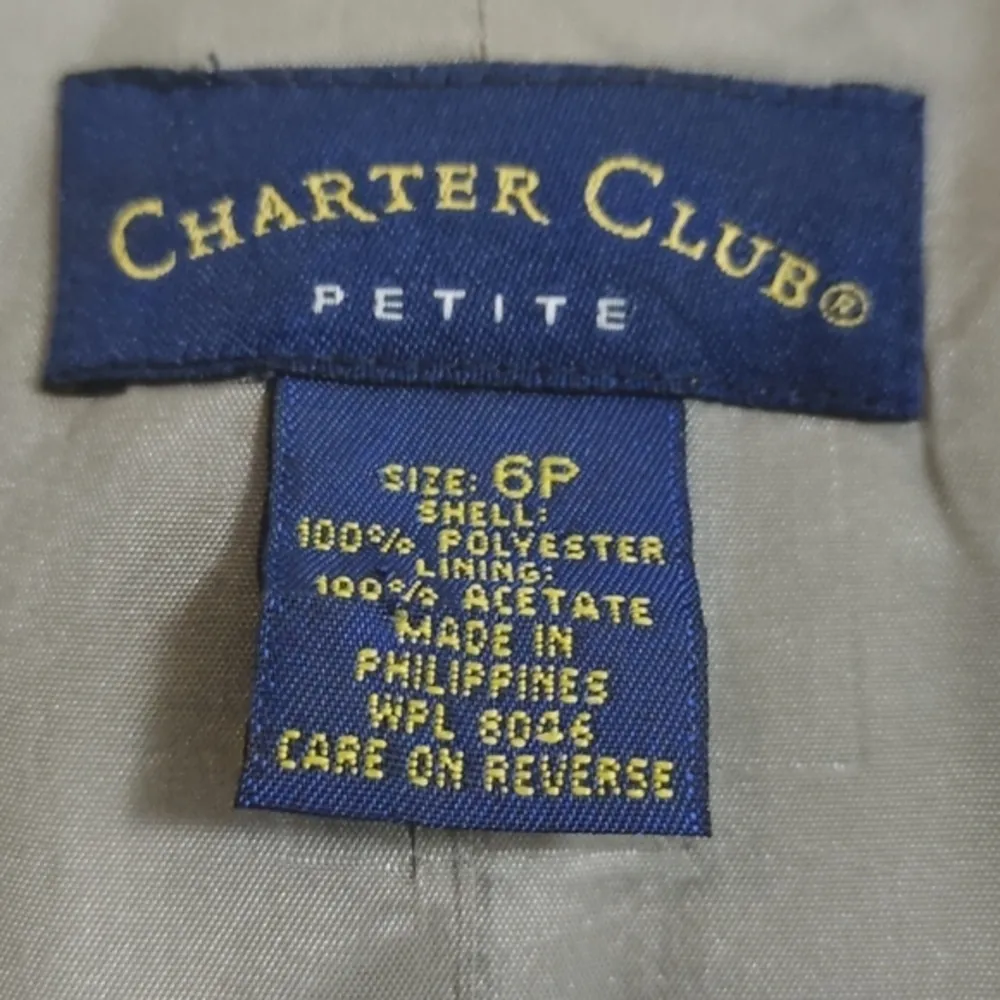 CHARTER CLUB®
PETITE
SIZE: 6P
SHELL:
100% POLYESTER
LINING:
100% ACETATE
MADE IN
PHILIPPINES
WPL 8046
CARE ON REVERSE